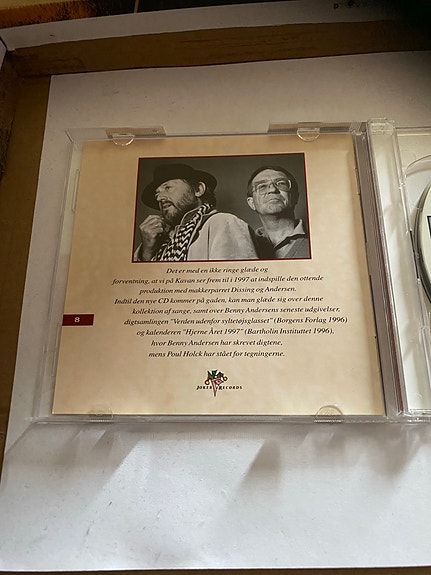 Det er med en ikke ringe glæde og
forventning, at vi på Kavan ser frem til i 1997 at indspille den ottende
produktion med makkerparret Dissing og Andersen.
Indtil den nye CD kommer på gaden, kan man glæde sig over denne
kollektion af sange, samt over Benny Andersens seneste udgivelser,
digtsamlingen "Verden udenfor syltetøjsglasset" (Borgens Forlag 1996)
og kalenderen "Hjerne Året 1997" (Bartholin Instituttet 1996),
hvor Benny Andersen har skrevet digtene,
mens Poul Holck har stået for tegningerne.
8
JOKER RECORDS